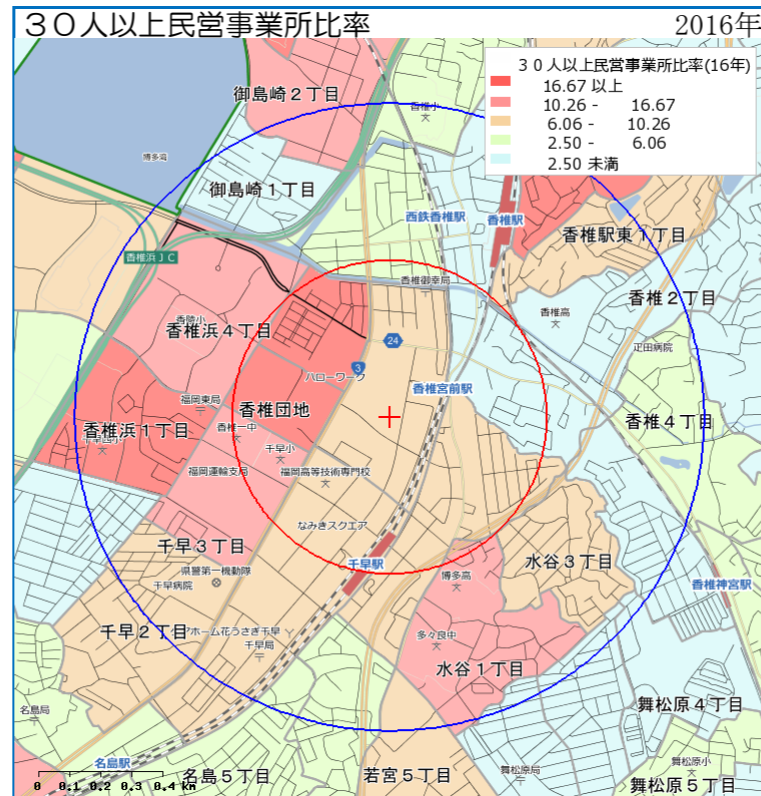 30人以上民営事業所比率
2016年
30人以上民営事業所比率(16年)
16.67 以上
10.26 - 16.67
6.06 - 10.26
2.50 - 6.06
2.50 未満
御島崎2丁目
香椎小
博多湾
御島崎1丁目
西鉄香椎駅
香椎駅
香椎駅東1丁目
香椎浜JC
香椎御幸局
香椎2丁目
香椎高
香椎浜4丁目
24
疋田病院
3
ハローワーク
香椎宮前駅
福岡東局
香椎団地
香椎浜1丁目
香椎一中
香椎4丁目
千早小
福岡運輸支局
福岡高等技術専門校
なみきスクエア
千早3丁目
千早駅
水谷3丁目
県警第一機動隊
千早病院
博多高
香椎神宮駅
千早2丁目
アホーム花うさぎ千早
千早局
多々良中
水谷1丁目
舞松原4丁目
名島局
名島駅
名島5丁目
若宮5丁目
舞松原局
舞松原小
舞松原5丁目
0 0.1 0.2 0.3 0.4 km